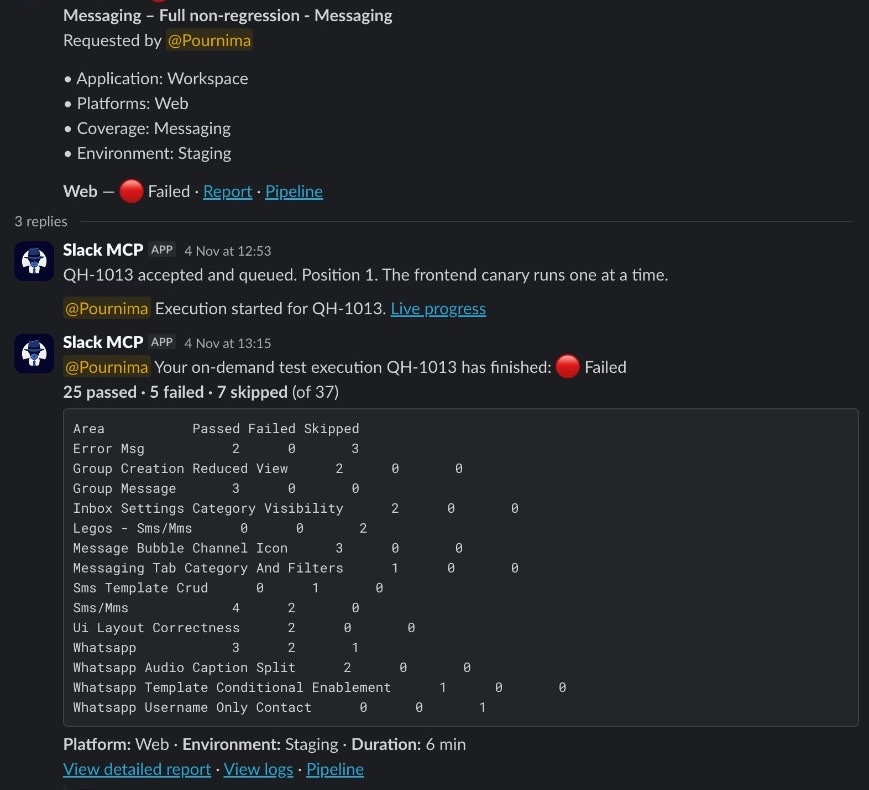 Messaging – Full non-regression - Messaging
Requested by @Pournima
• Application: Workspace
• Platforms: Web
• Coverage: Messaging
• Environment: Staging
Web — Failed · Report · Pipeline
3 replies
Slack MCP APP 4 Nov at 12:53
QH-1013 accepted and queued. Position 1. The frontend canary runs one at a time.
@Pournima Execution started for QH-1013. Live progress
Slack MCP APP 4 Nov at 13:15
@Pournima Your on-demand test execution QH-1013 has finished: Failed
25 passed · 5 failed · 7 skipped (of 37)
Area Passed Failed Skipped
Error Msg 2 0 3
Group Creation Reduced View 2 0 0
Group Message 3 0 0
Inbox Settings Category Visibility 2 0 0
Legos - Sms/Mms 0 0 2
Message Bubble Channel Icon 3 0 0
Messaging Tab Category And Filters 1 0 0
Sms Template Crud 0 1 0
Sms/Mms 4 2 0
Ui Layout Correctness 2 0 0
Whatsapp 3 2 1
Whatsapp Audio Caption Split 2 0 0
Whatsapp Template Conditional Enablement 1 0 0
Whatsapp Username Only Contact 0 0 1
Platform: Web · Environment: Staging · Duration: 6 min
View detailed report · View logs · Pipeline